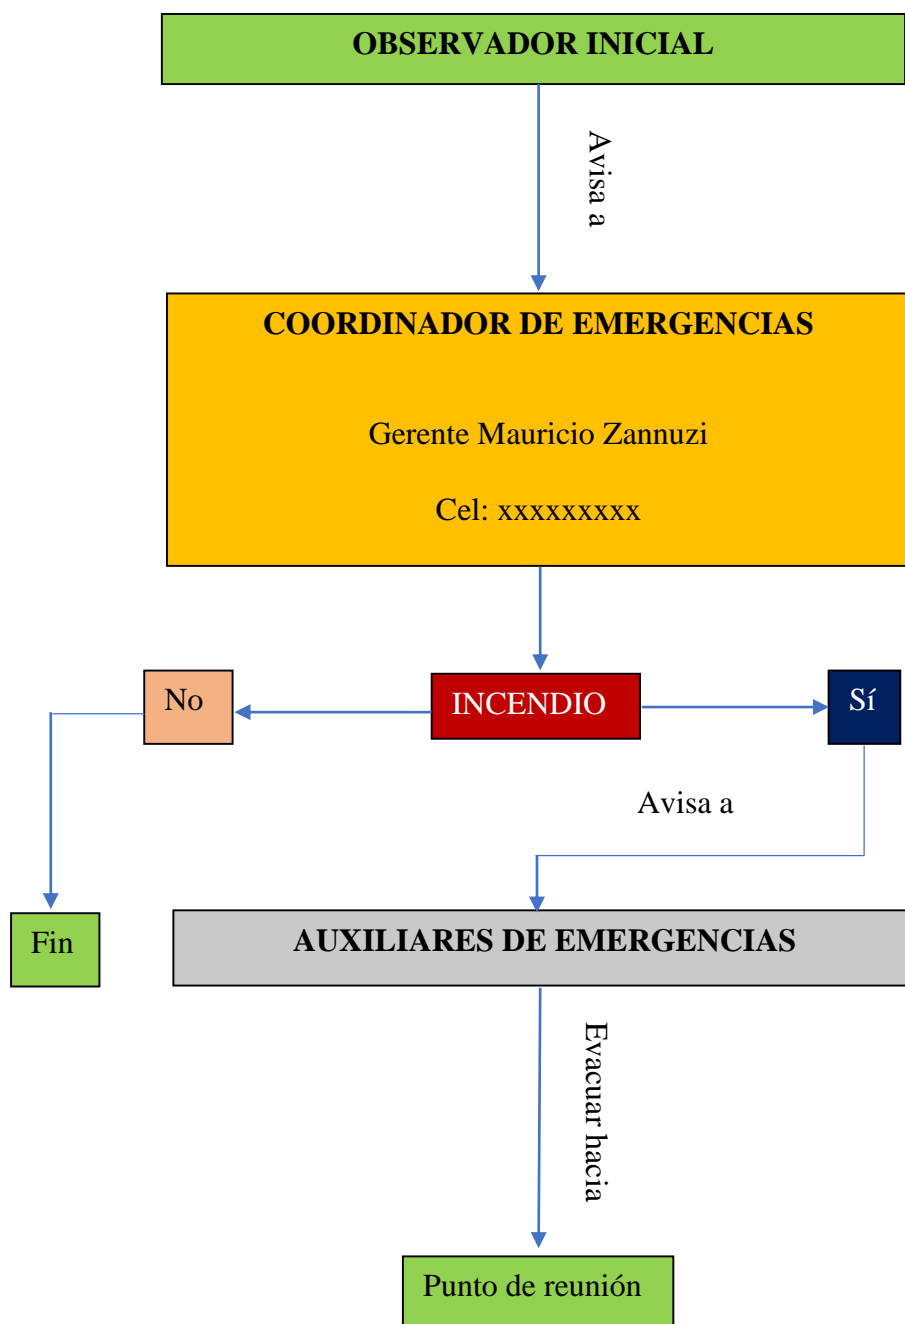 OBSERVADOR INICIAL
Avisa a
COORDINADOR DE EMERGENCIAS
Gerente Mauricio Zannuzi
Cel: xxxxxxxxx
No
INCENDIO
Sí
Avisa a
Fin
AUXILIARES DE EMERGENCIAS
Evacuar hacia
Punto de reunión